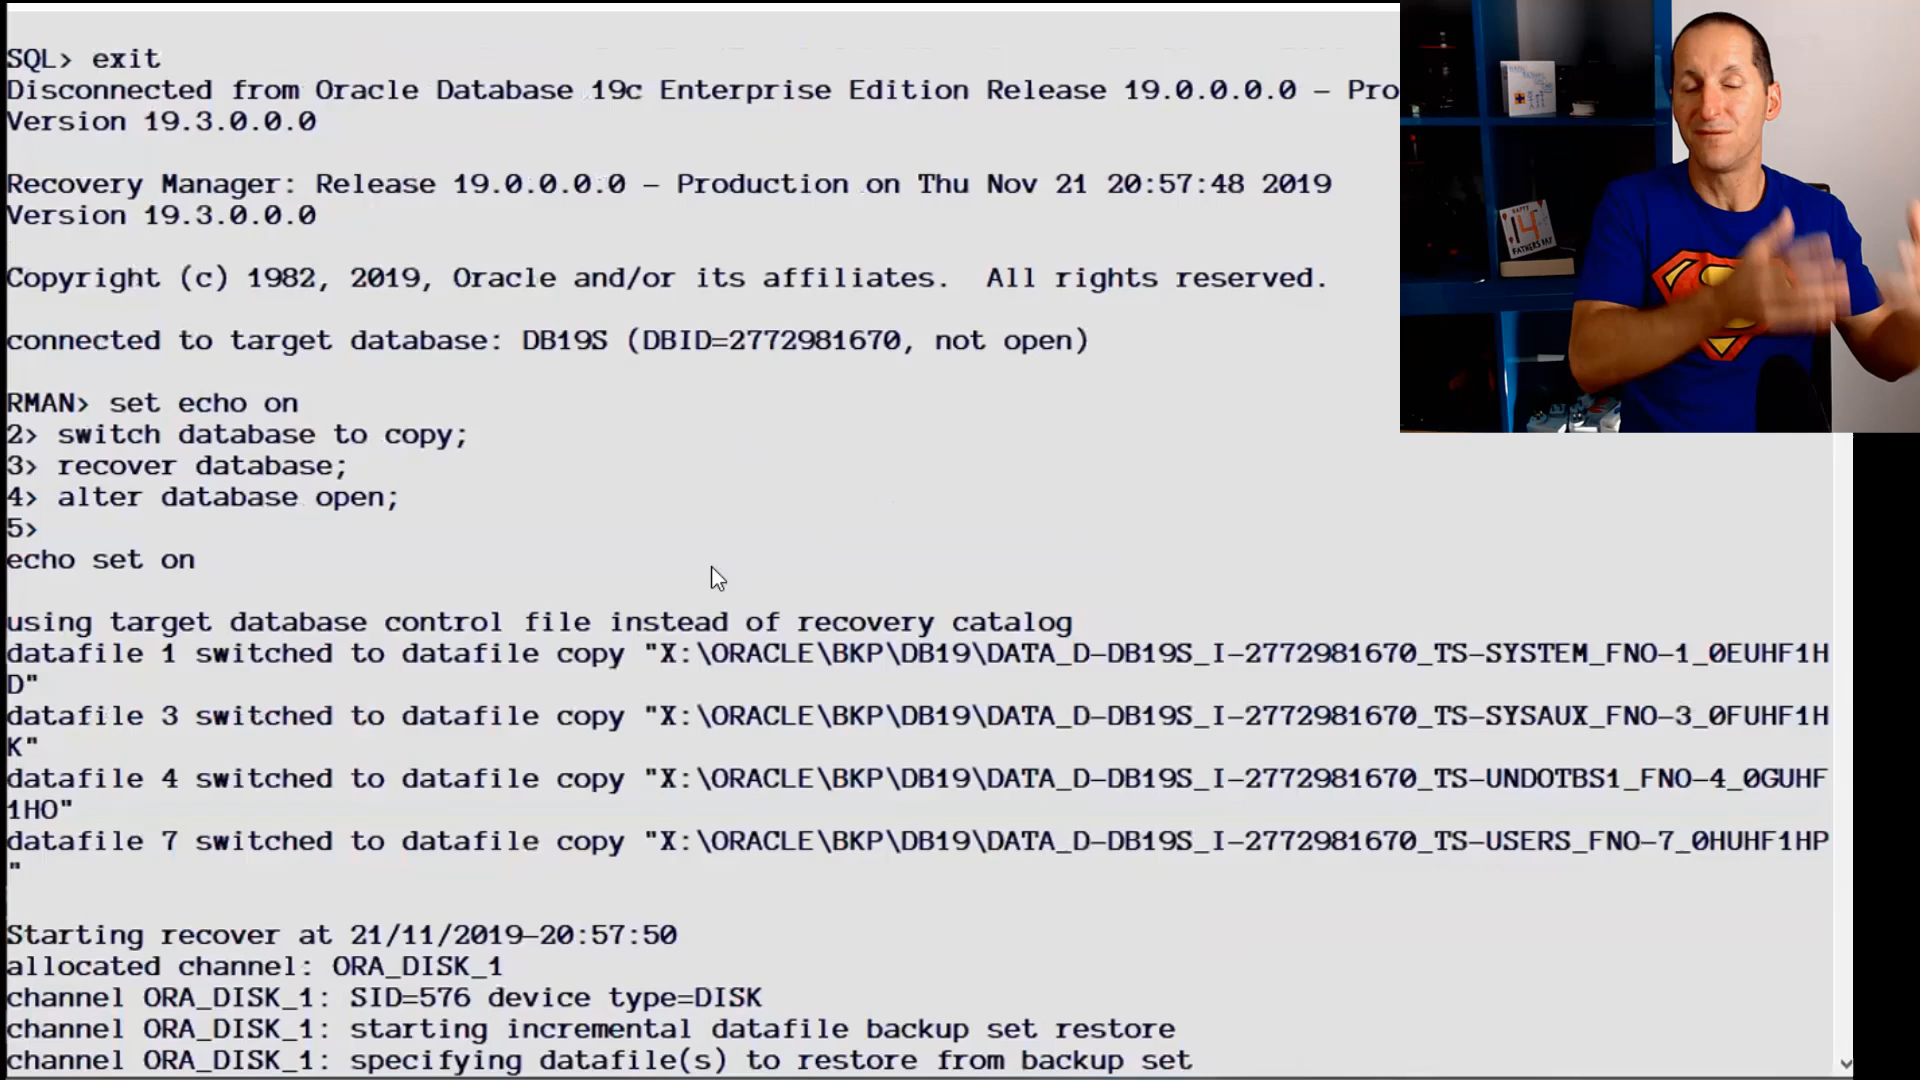 SQL> exit
Disconnected from Oracle Database 19c Enterprise Edition Release 19.0.0.0.0 – Pro
Version 19.3.0.0.0
Recovery Manager: Release 19.0.0.0.0 – Production on Thu Nov 21 20:57:48 2019
Version 19.3.0.0.0
Copyright (c) 1982, 2019, Oracle and/or its affiliates.  All rights reserved.
connected to target database: DB19S (DBID=2772981670, not open)
RMAN> set echo on
2> switch database to copy;
3> recover database;
4> alter database open;
5>
echo set on
using target database control file instead of recovery catalog
datafile 1 switched to datafile copy "X:\ORACLE\BKP\DB19\DATA_D–DB19S_I–2772981670_TS–SYSTEM_FNO–1_0EUHF1H
D"
datafile 3 switched to datafile copy "X:\ORACLE\BKP\DB19\DATA_D–DB19S_I–2772981670_TS–SYSAUX_FNO–3_0FUHF1H
K"
datafile 4 switched to datafile copy "X:\ORACLE\BKP\DB19\DATA_D–DB19S_I–2772981670_TS–UNDOTBS1_FNO–4_0GUHF
1HO"
datafile 7 switched to datafile copy "X:\ORACLE\BKP\DB19\DATA_D–DB19S_I–2772981670_TS–USERS_FNO–7_0HUHF1HP
"
Starting recover at 21/11/2019–20:57:50
allocated channel: ORA_DISK_1
channel ORA_DISK_1: SID=576 device type=DISK
channel ORA_DISK_1: starting incremental datafile backup set restore
channel ORA_DISK_1: specifying datafile(s) to restore from backup set
HAPPY
14
FATHERS DAY